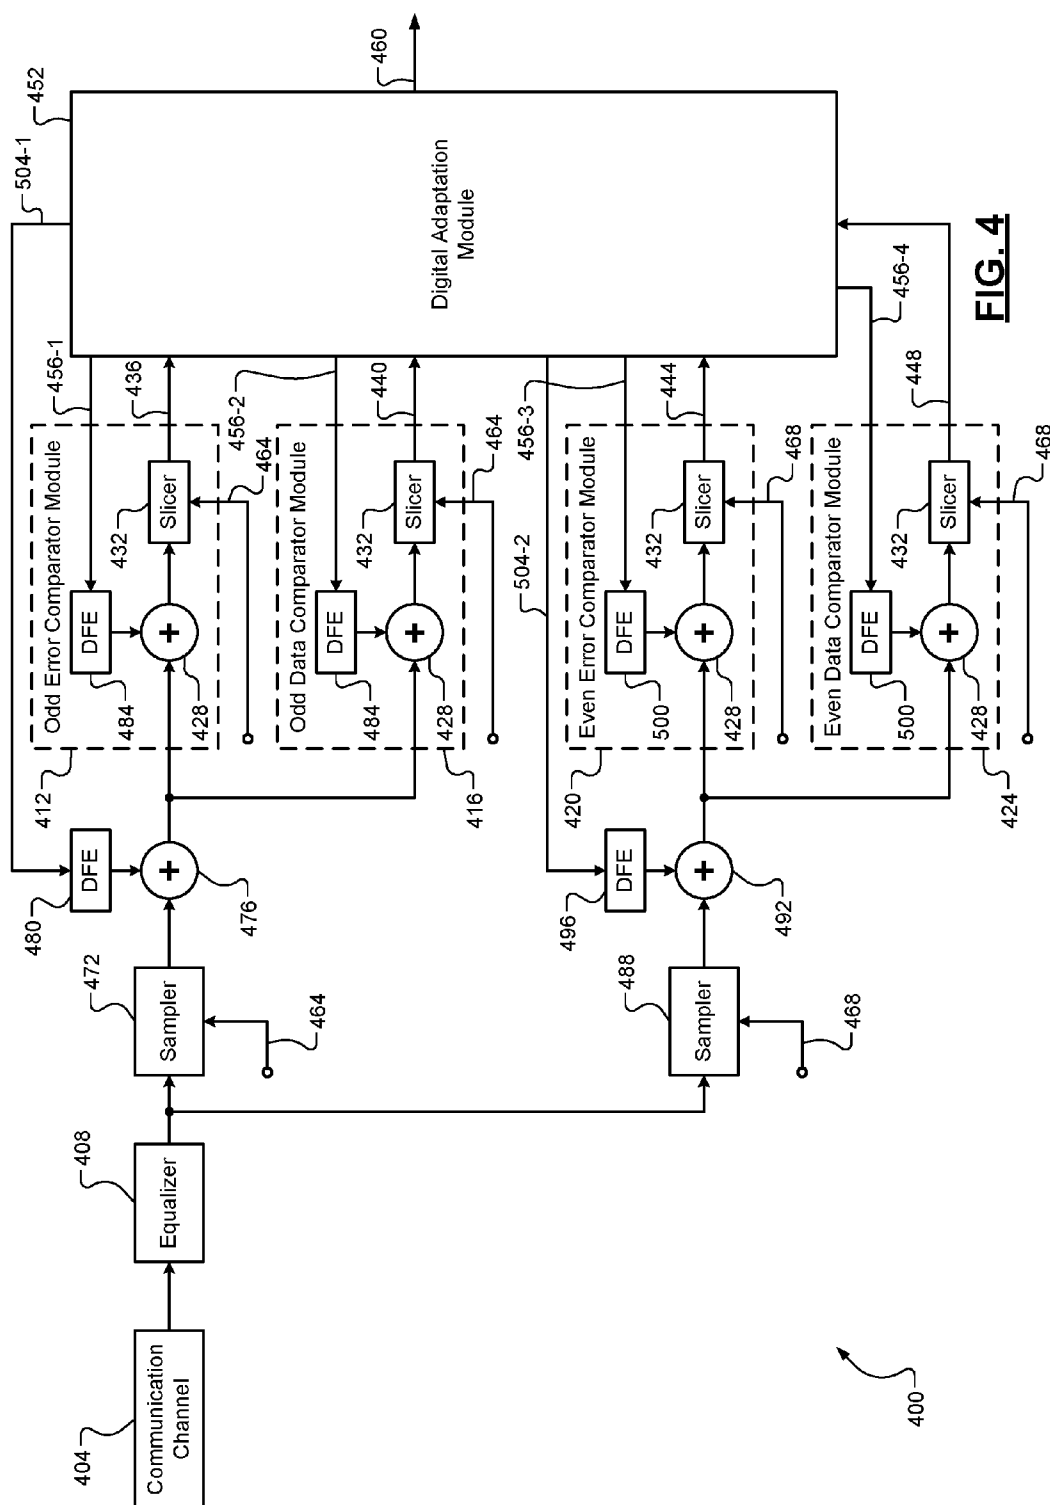 504-1
452
460
456-1
436
Odd Error Comparator Module
DFE
484
+
428
432
Slicer
464
412
456-2
440
Odd Data Comparator Module
DFE
484
+
428
432
Slicer
464
416
Digital Adaptation
Module
504-2
456-3
444
Even Error Comparator Module
DFE
500
+
428
432
Slicer
468
420
456-4
448
Even Data Comparator Module
DFE
500
+
428
432
Slicer
468
424
DFE
480
+
476
472
Sampler
464
DFE
496
+
492
488
Sampler
468
408
Equalizer
404
Communication
Channel
400
FIG. 4